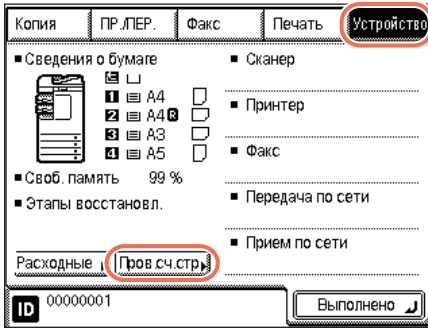 Копия ПР./ПЕР. Факс Печать Устройство
Сведения о бумаге
1 A4
2 A4 R
3 A3
4 A5
Своб. память 99 %
Этапы восстановл.
Расходные Пров.сч.стр.
Сканер
Принтер
Факс
Передача по сети
Прием по сети
ID 00000001
Выполнено